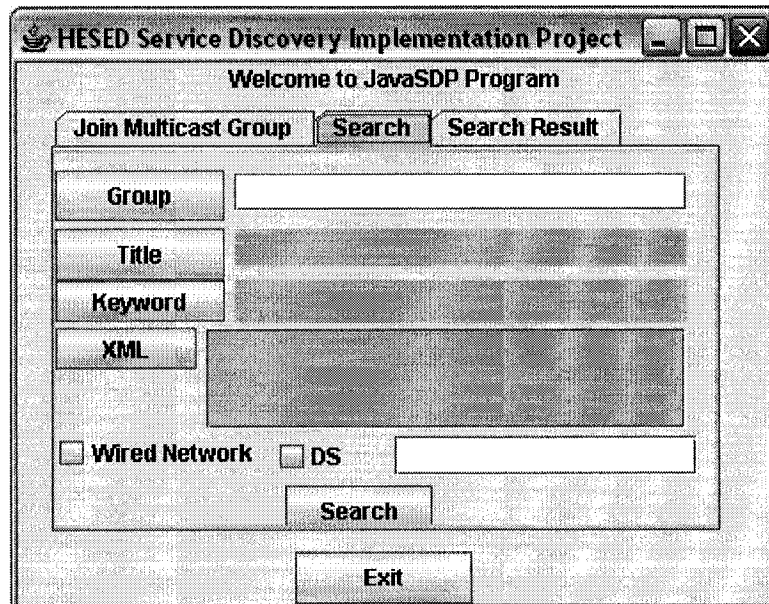 HESED Service Discovery Implementation Project
Welcome to JavaSDP Program
Join Multicast Group Search Search Result
Group
Title
Keyword
XML
Wired Network DS
Search
Exit